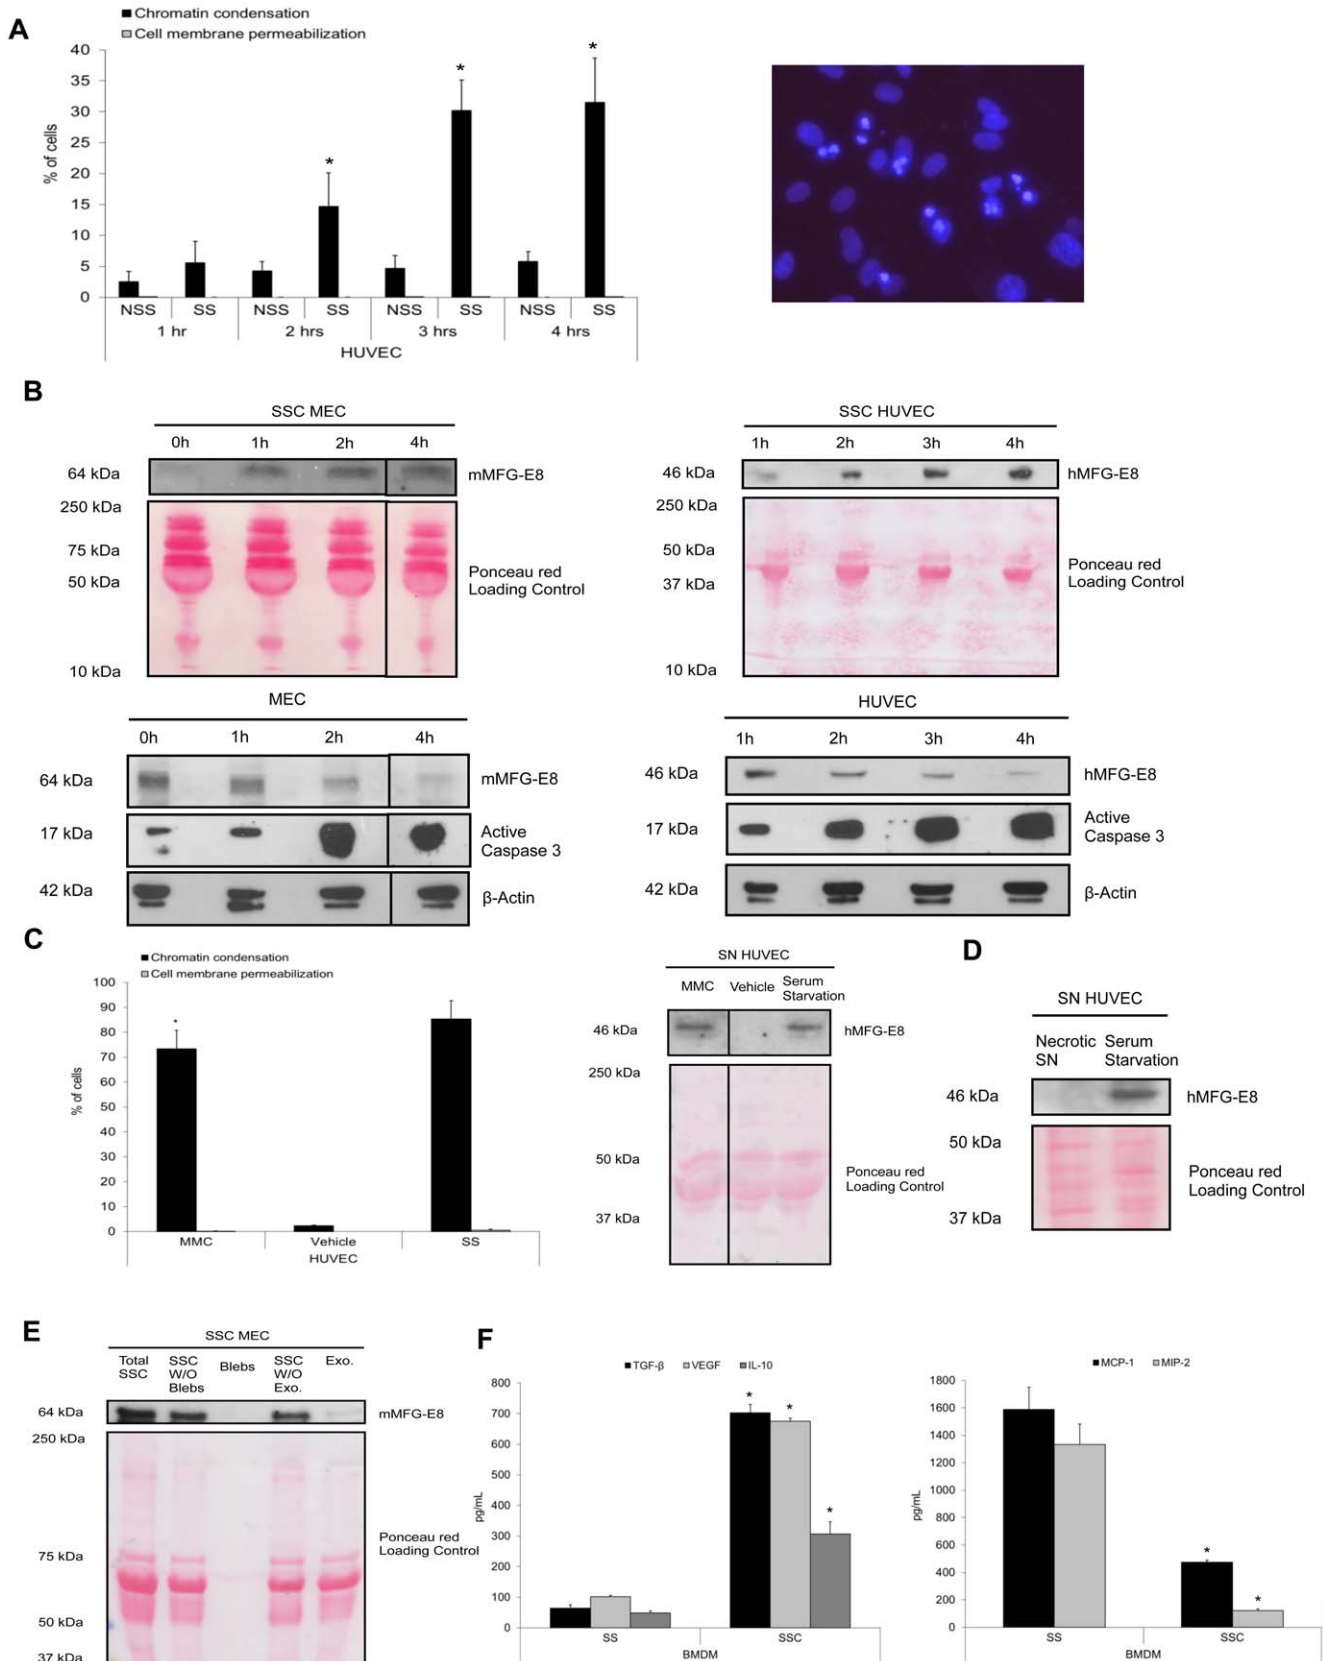 A
Chromatin condensation
Cell membrane permeabilization
40
35
30
25
20
15
10
5
0
% of cells
*
*
*
NSS SS NSS SS NSS SS NSS SS
1 hr 2 hrs 3 hrs 4 hrs
HUVEC
B
SSC MEC
0h 1h 2h 4h
64 kDa
mMFG-E8
250 kDa
75 kDa
50 kDa
10 kDa
Ponceau red
Loading Control
SSC HUVEC
1h 2h 3h 4h
46 kDa
hMFG-E8
250 kDa
50 kDa
37 kDa
10 kDa
Ponceau red
Loading Control
MEC
0h 1h 2h 4h
64 kDa
mMFG-E8
17 kDa
Active
Caspase 3
42 kDa
β-Actin
HUVEC
1h 2h 3h 4h
46 kDa
hMFG-E8
17 kDa
Active
Caspase 3
42 kDa
β-Actin
C
Chromatin condensation
Cell membrane permeabilization
100
90
80
70
60
50
40
30
20
10
0
% of cells
*
MMC Vehicle SS
HUVEC
SN HUVEC
MMC Vehicle Serum
Starvation
46 kDa
hMFG-E8
250 kDa
50 kDa
37 kDa
Ponceau red
Loading Control
D
SN HUVEC
Necrotic Serum
SN Starvation
46 kDa
hMFG-E8
50 kDa
37 kDa
Ponceau red
Loading Control
E
SSC MEC
Total
SSC
SSC
W/O
Blebs
Blebs
SSC
W/O
Exo.
Exo.
64 kDa
mMFG-E8
250 kDa
75 kDa
50 kDa
37 kDa
Ponceau red
Loading Control
F
TGF-β VEGF IL-10
800
700
600
500
400
300
200
100
0
pg/mL
*
*
*
SS SSC
BMDM
MCP-1 MIP-2
1800
1600
1400
1200
1000
800
600
400
200
0
pg/mL
*
*
SS SSC
BMDM